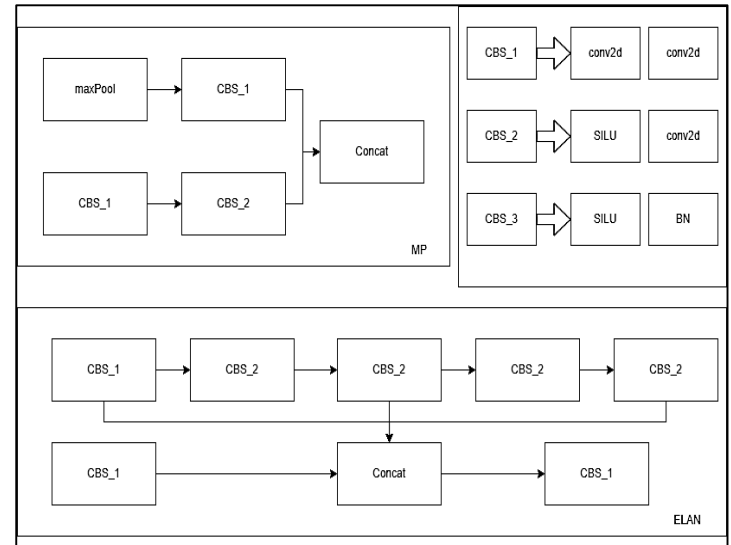 maxPool
CBS_1
Concat
CBS_1
CBS_2
MP
CBS_1
conv2d
conv2d
CBS_2
SILU
conv2d
CBS_3
SILU
BN
CBS_1
CBS_2
CBS_2
CBS_2
CBS_2
CBS_1
Concat
CBS_1
ELAN